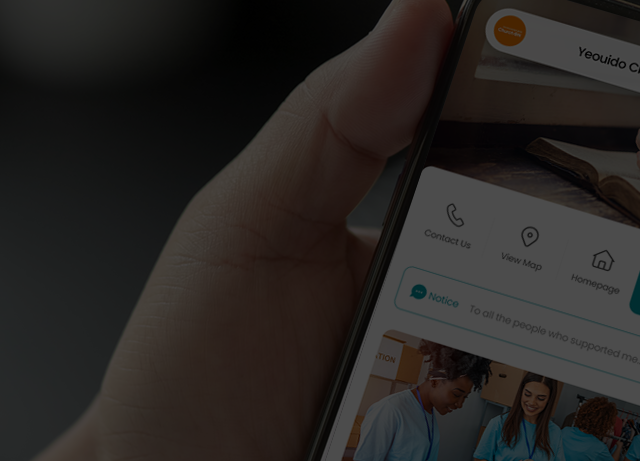 Yeouido C
Contact Us
View Map
Homepage
Notice To all the people who supported me
TION